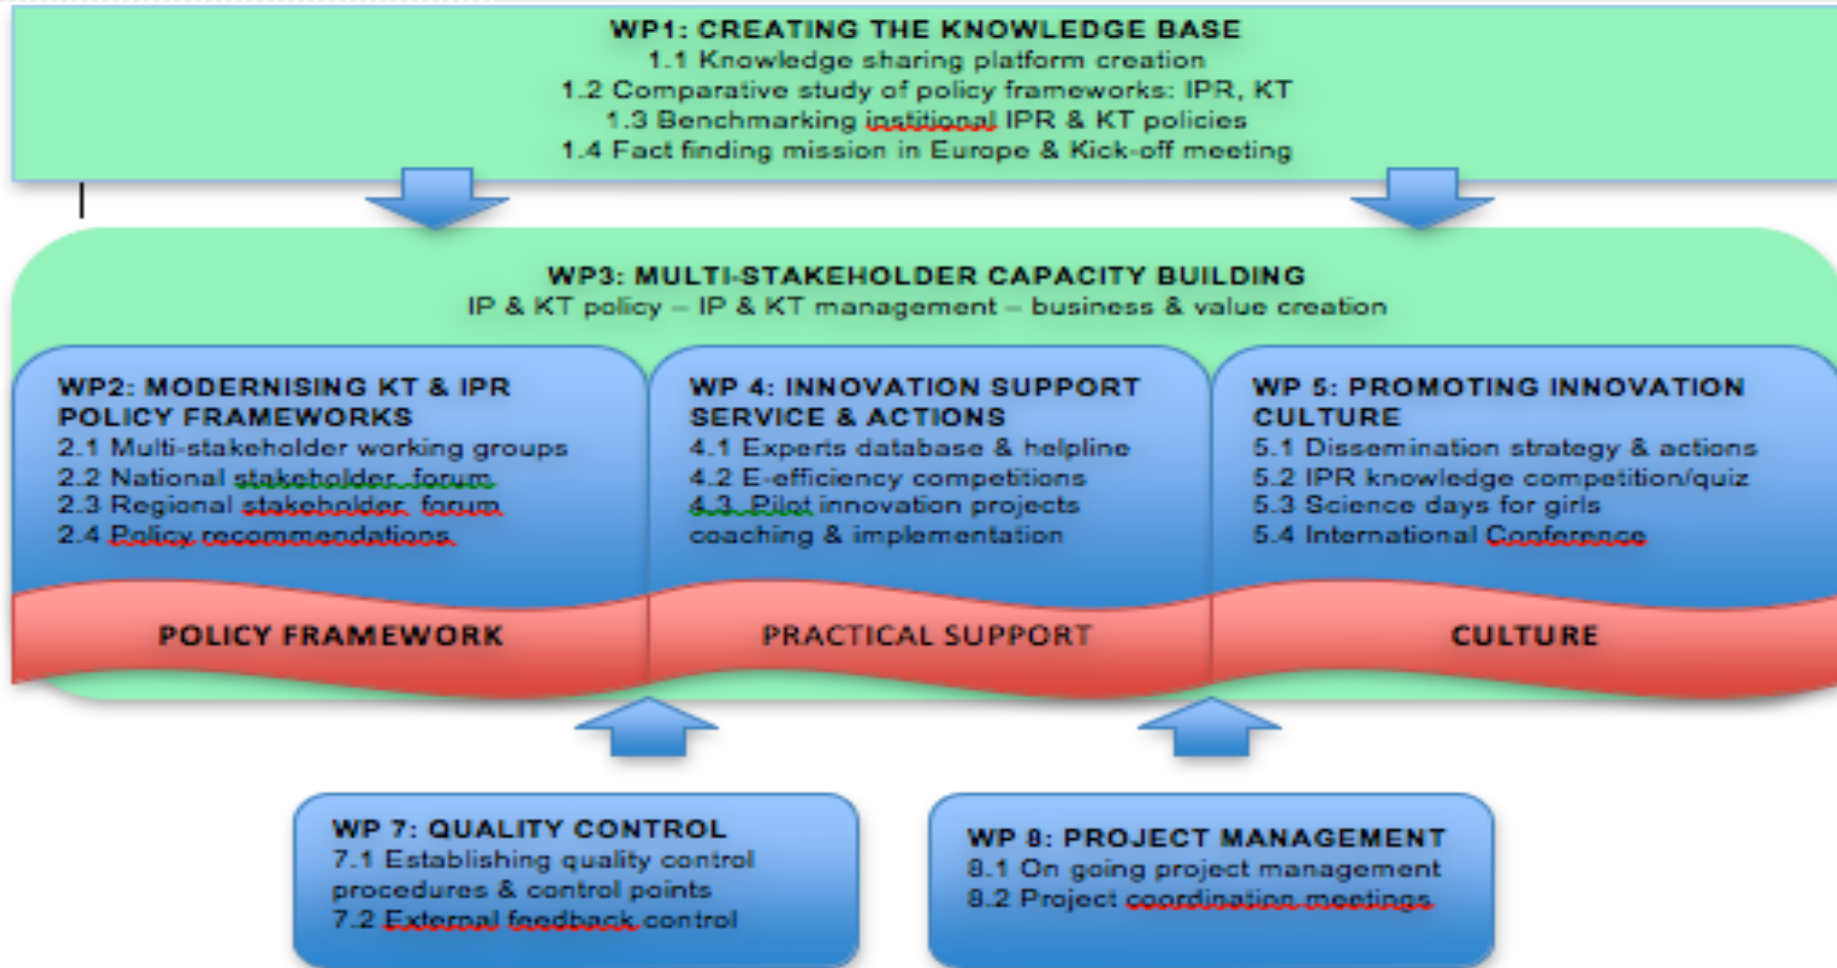 WP1: CREATING THE KNOWLEDGE BASE
1.1 Knowledge sharing platform creation
1.2 Comparative study of policy frameworks: IPR, KT
1.3 Benchmarking institional IPR & KT policies
1.4 Fact finding mission in Europe & Kick-off meeting
WP3: MULTI-STAKEHOLDER CAPACITY BUILDING
IP & KT policy – IP & KT management – business & value creation
WP2: MODERNISING KT & IPR
POLICY FRAMEWORKS
2.1 Multi-stakeholder working groups
2.2 National stakeholder forum
2.3 Regional stakeholder forum
2.4 Policy recommendations
WP 4: INNOVATION SUPPORT
SERVICE & ACTIONS
4.1 Experts database & helpline
4.2 E-efficiency competitions
4.3 Pilot innovation projects
coaching & implementation
WP 5: PROMOTING INNOVATION
CULTURE
5.1 Dissemination strategy & actions
5.2 IPR knowledge competition/quiz
5.3 Science days for girls
5.4 International Conference
POLICY FRAMEWORK
PRACTICAL SUPPORT
CULTURE
WP 7: QUALITY CONTROL
7.1 Establishing quality control
procedures & control points
7.2 External feedback control
WP 8: PROJECT MANAGEMENT
8.1 On going project management
8.2 Project coordination meetings